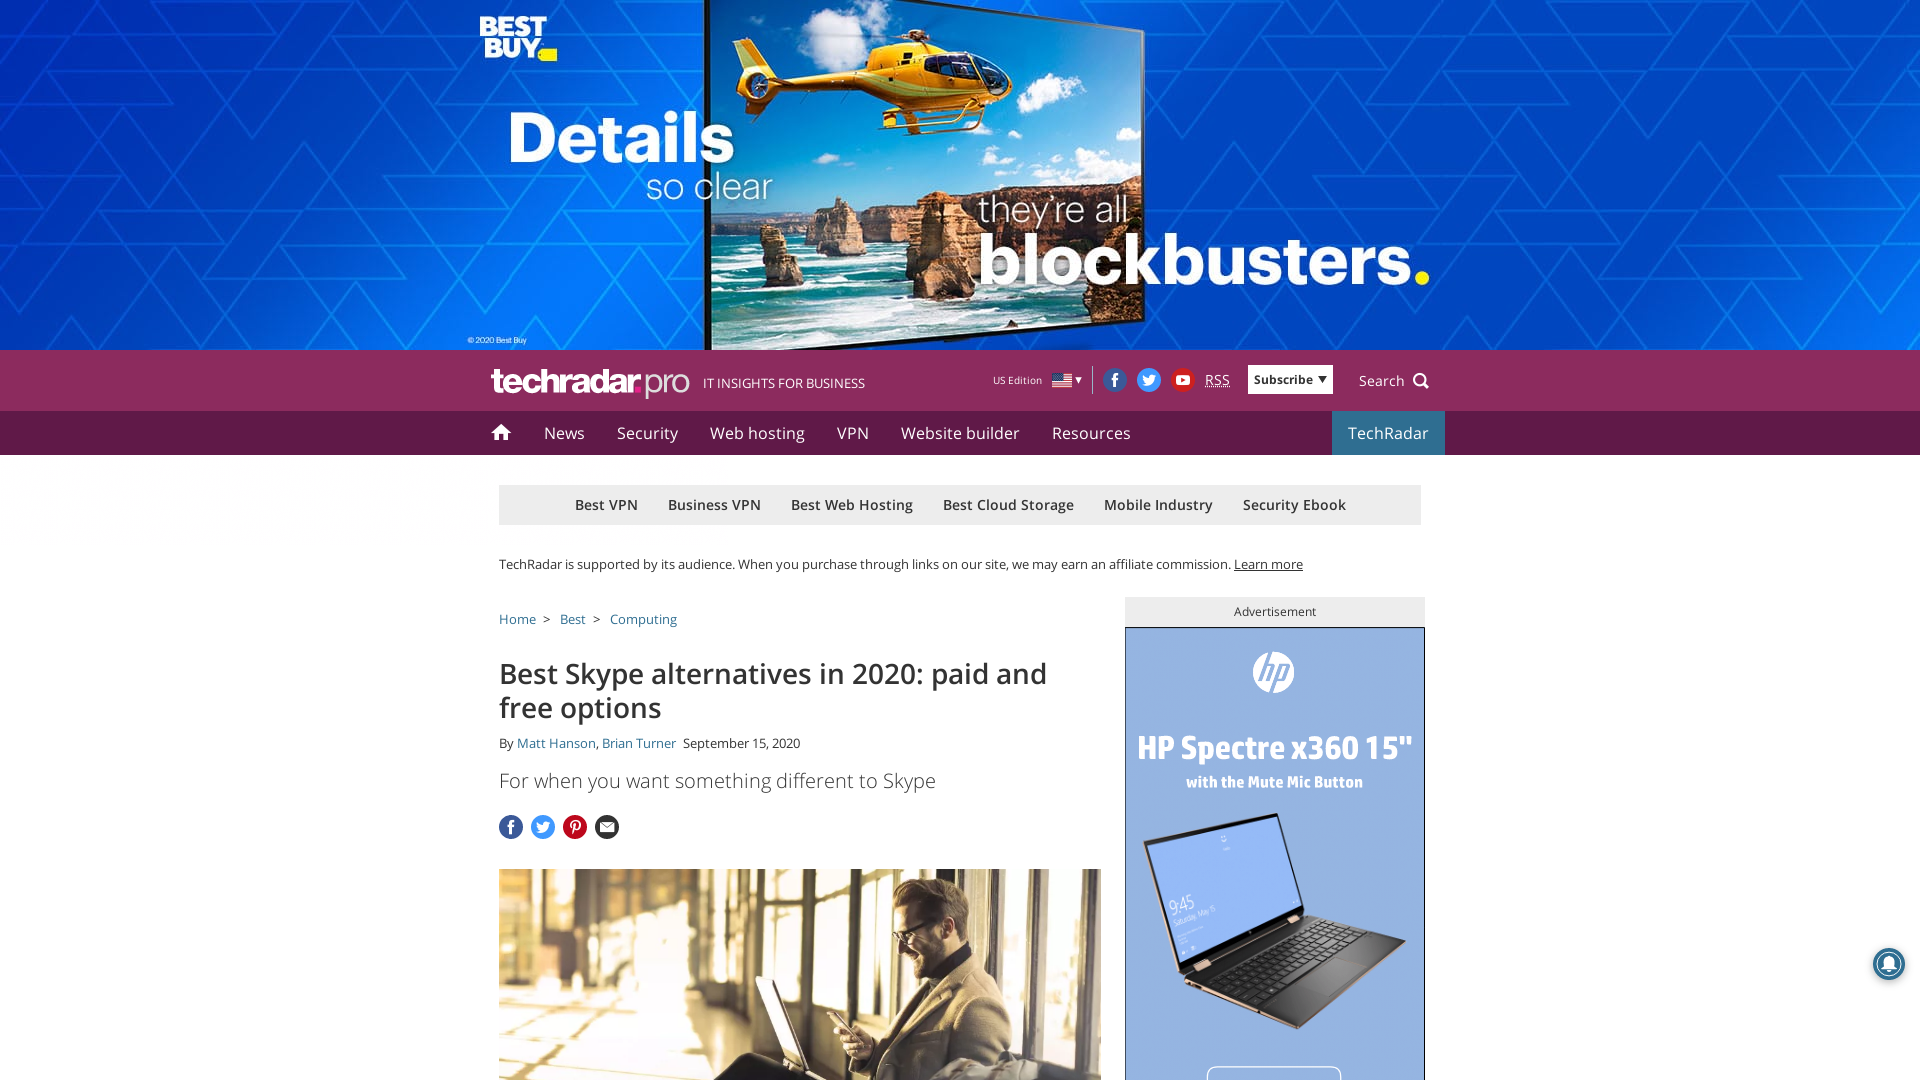 BEST
BUY
Details
so clear
they're all
blockbusters.
© 2020 Best Buy
techradar.pro
IT INSIGHTS FOR BUSINESS
US Edition
RSS
Subscribe
Search
News
Security
Web hosting
VPN
Website builder
Resources
TechRadar
Best VPN
Business VPN
Best Web Hosting
Best Cloud Storage
Mobile Industry
Security Ebook
TechRadar is supported by its audience. When you purchase through links on our site, we may earn an affiliate commission. Learn more
Home > Best > Computing
Best Skype alternatives in 2020: paid and
free options
By Matt Hanson, Brian Turner September 15, 2020
For when you want something different to Skype
Advertisement
hp
HP Spectre x360 15"
with the Mute Mic Button
9:45
Saturday, May 15